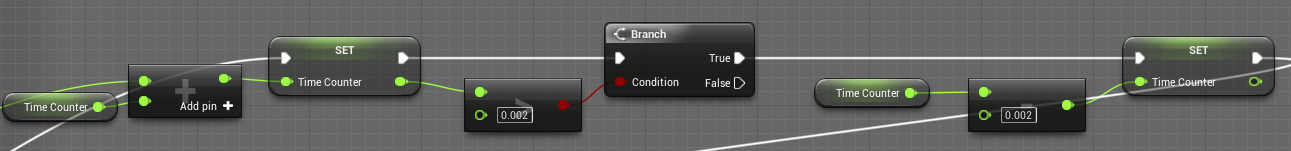 SET
Time Counter
Time Counter
Add pin
0.002
Branch
True
Condition
False
Time Counter
0.002
SET
Time Counter